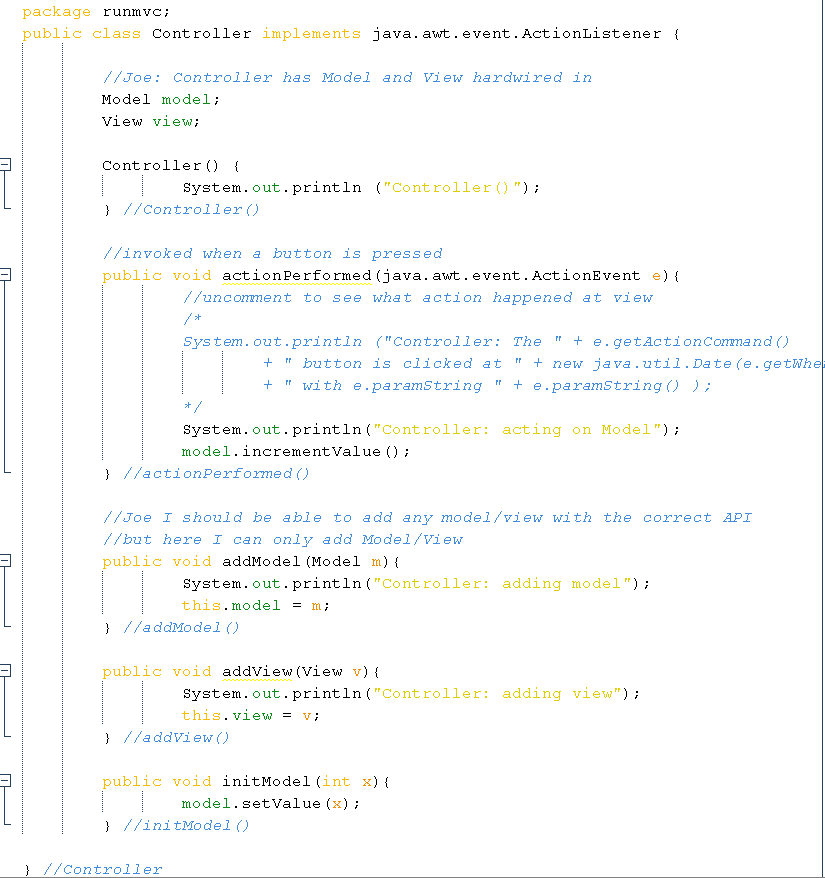 package runmvc;
public class Controller implements java.awt.event.ActionListener {
//Joe: Controller has Model and View hardwired in
Model model;
View view;
Controller() {
System.out.println ("Controller()");
} //Controller()
//invoked when a button is pressed
public void actionPerformed(java.awt.event.ActionEvent e){
//uncomment to see what action happened at view
/*
System.out.println ("Controller: The " + e.getActionCommand()
+ " button is clicked at " + new java.util.Date(e.getWhe
+ " with e.paramString " + e.paramString() );
*/
System.out.println("Controller: acting on Model");
model.incrementValue();
} //actionPerformed()
//Joe I should be able to add any model/view with the correct API
//but here I can only add Model/View
public void addModel(Model m){
System.out.println("Controller: adding model");
this.model = m;
} //addModel()
public void addView(View v){
System.out.println("Controller: adding view");
this.view = v;
} //addView()
public void initModel(int x){
model.setValue(x);
} //initModel()
} //Controller